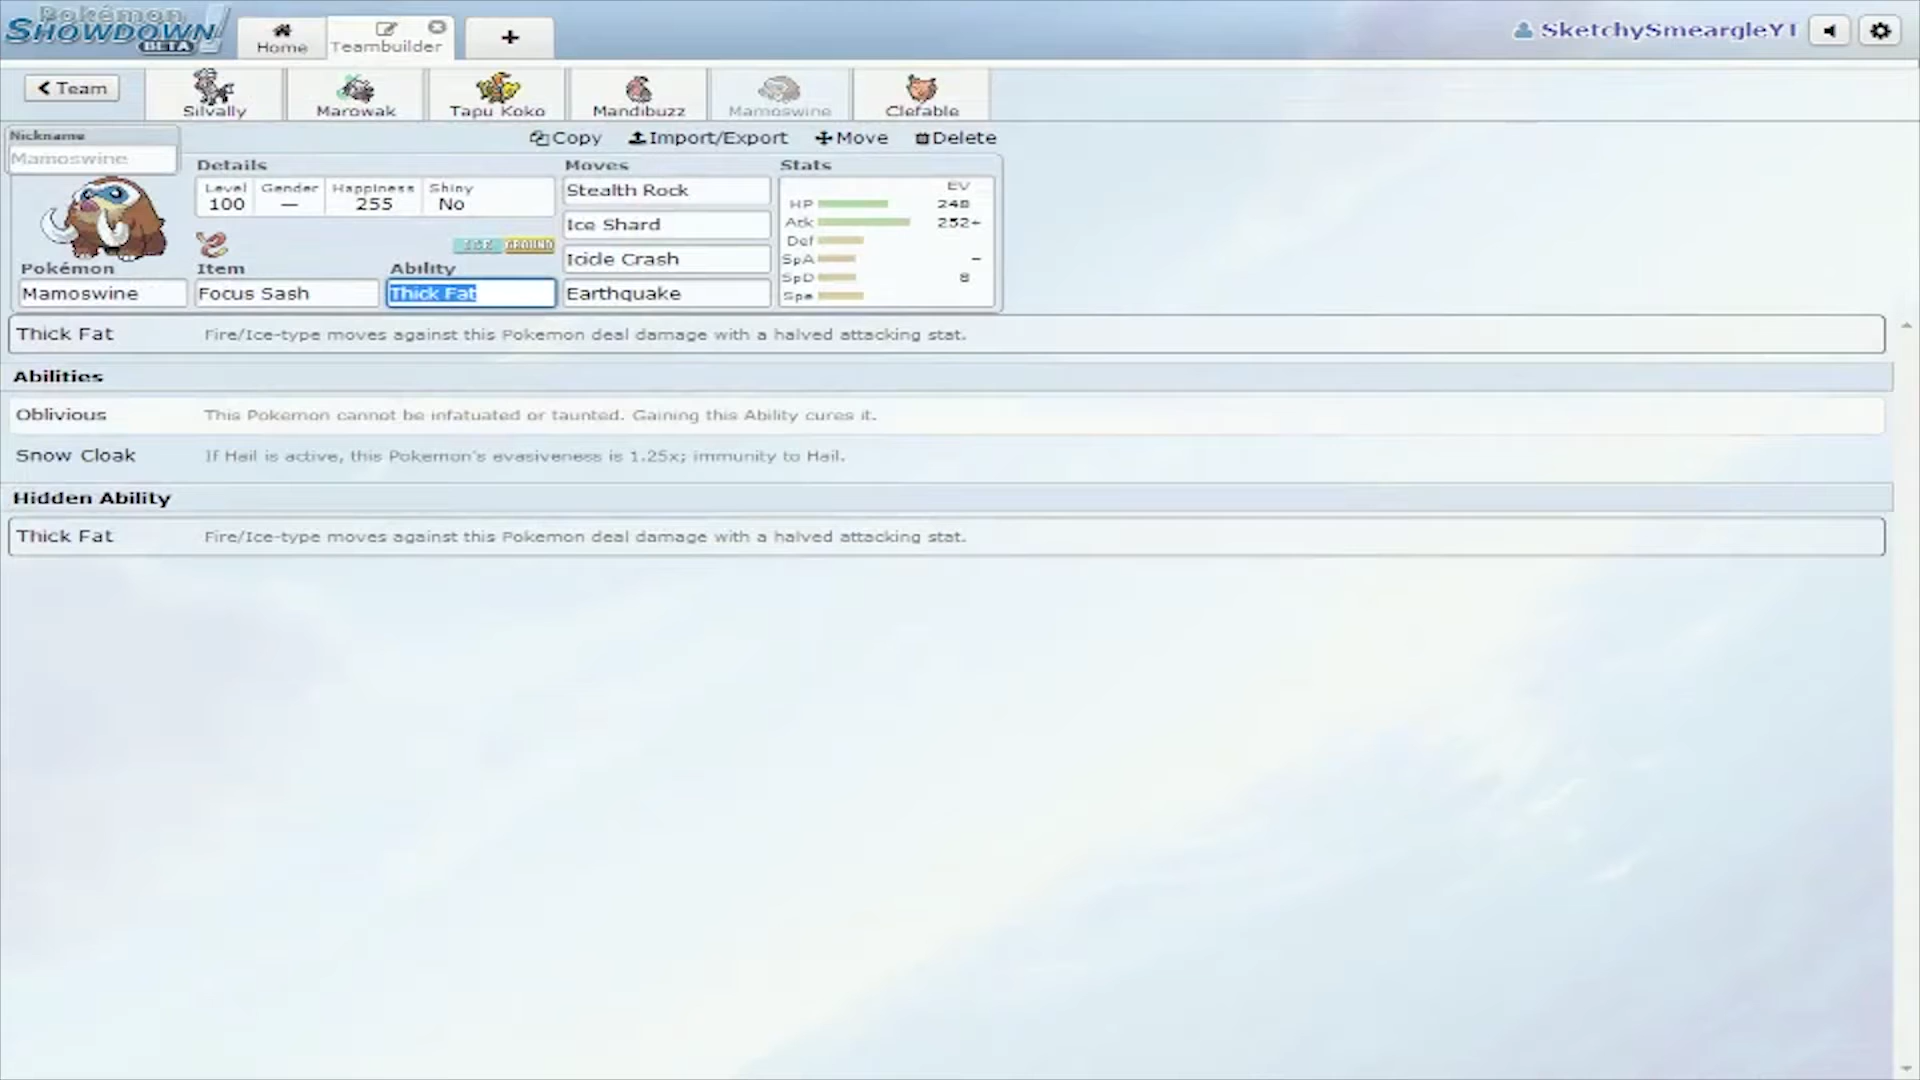 Pokémon
SHOWDOWN!
BETA
Home
Teambuilder
+
SketchySmeargleYT
Team
Silvally
Marowak
Tapu Koko
Mandibuzz
Mamoswine
Clefable
Nickname
Mamoswine
Copy
Import/Export
Move
Delete
Details
Moves
Stats
Level
Gender
Happiness
Shiny
100
—
255
No
Stealth Rock
Ice Shard
Icicle Crash
Earthquake
EV
HP 248
Atk 252+
Def
SpA −
SpD 8
Spe
ICE GROUND
Pokémon
Item
Ability
Mamoswine
Focus Sash
Thick Fat
Thick Fat Fire/Ice-type moves against this Pokemon deal damage with a halved attacking stat.
Abilities
Oblivious This Pokemon cannot be infatuated or taunted. Gaining this Ability cures it.
Snow Cloak If Hail is active, this Pokemon's evasiveness is 1.25x; immunity to Hail.
Hidden Ability
Thick Fat Fire/Ice-type moves against this Pokemon deal damage with a halved attacking stat.